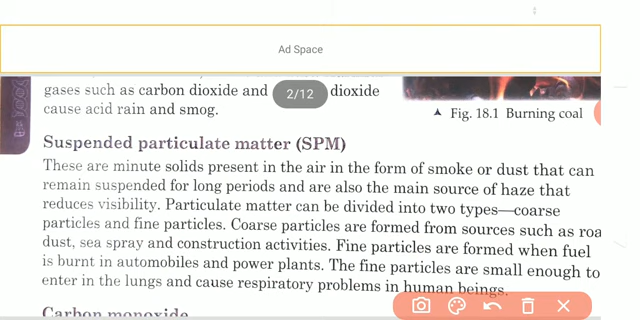 Ad Space
gases such as carbon dioxide and
dioxide
2/12
cause acid rain and smog.
Fig. 18.1 Burning coal
Suspended particulate matter (SPM)
These are minute solids present in the air in the form of smoke or dust that can
remain suspended for long periods and are also the main source of haze that
reduces visibility. Particulate matter can be divided into two types—coarse
particles and fine particles. Coarse particles are formed from sources such as roa
dust, sea spray and construction activities. Fine particles are formed when fuel
is burnt in automobiles and power plants. The fine particles are small enough to
enter in the lungs and cause respiratory problems in human beings.
Carbon monoxide